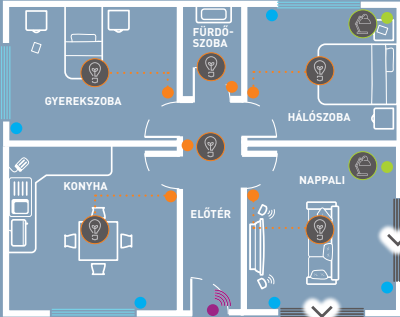 FÜRDŐ-
SZOBA
GYEREKSZOBA
HÁLÓSZOBA
KONYHA
NAPPALI
ELŐTÉR